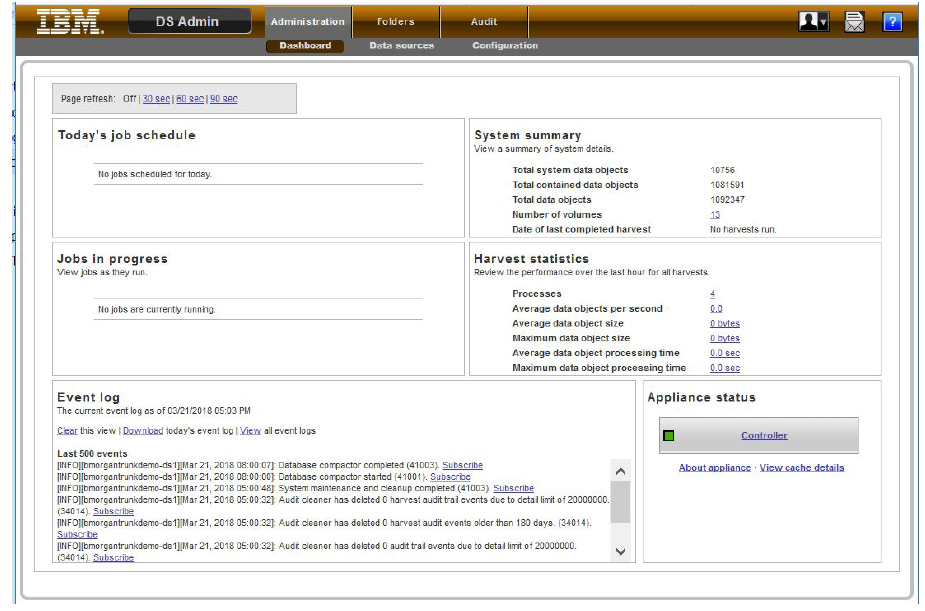 IBM.
DS Admin
Administration
Folders
Audit
Dashboard
Data sources
Configuration
?
Page refresh: Off | 30 sec | 60 sec | 90 sec
Today's job schedule
No jobs scheduled for today.
System summary
View a summary of system details.
Total system data objects 10756
Total contained data objects 1081591
Total data objects 1092347
Number of volumes 13
Date of last completed harvest No harvests run.
Jobs in progress
View jobs as they run.
No jobs are currently running.
Harvest statistics
Review the performance over the last hour for all harvests.
Processes 4
Average data objects per second 0.0
Average data object size 0 bytes
Maximum data object size 0 bytes
Average data object processing time 0.0 sec
Maximum data object processing time 0.0 sec
Event log
The current event log as of 03/21/2018 05:03 PM
Clear this view | Download today's event log | View all event logs
Last 500 events
[INFO][bmorgantrunkdemo-ds1][Mar 21, 2018 08:00:07]: Database compactor completed (41003). Subscribe
[INFO][bmorgantrunkdemo-ds1][Mar 21, 2018 08:00:00]: Database compactor started (41001). Subscribe
[INFO][bmorgantrunkdemo-ds1][Mar 21, 2018 05:00:48]: System maintenance and cleanup completed (41003). Subscribe
[INFO][bmorgantrunkdemo-ds1][Mar 21, 2018 05:00:32]: Audit cleaner has deleted 0 harvest audit trail events due to detail limit of 20000000.
(34014). Subscribe
[INFO][bmorgantrunkdemo-ds1][Mar 21, 2018 05:00:32]: Audit cleaner has deleted 0 harvest audit events older than 180 days. (34014).
Subscribe
[INFO][bmorgantrunkdemo-ds1][Mar 21, 2018 05:00:32]: Audit cleaner has deleted 0 audit trail events due to detail limit of 20000000.
(34014). Subscribe
Appliance status
Controller
About appliance · View cache details